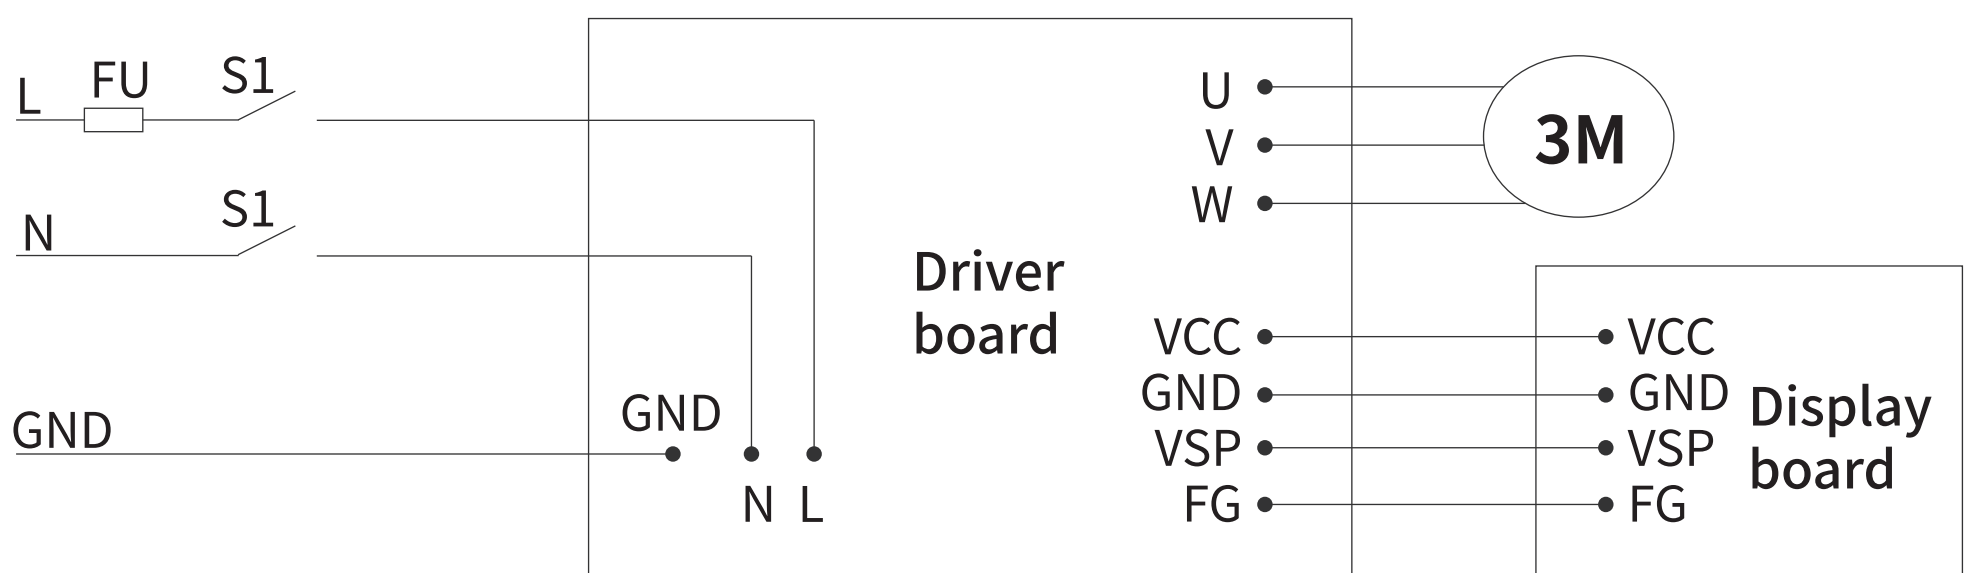 L
FU
S1
N
S1
GND
GND
N L
Driver
board
U
V
W
3M
VCC
GND
VSP
FG
VCC
GND
VSP
FG
Display
board